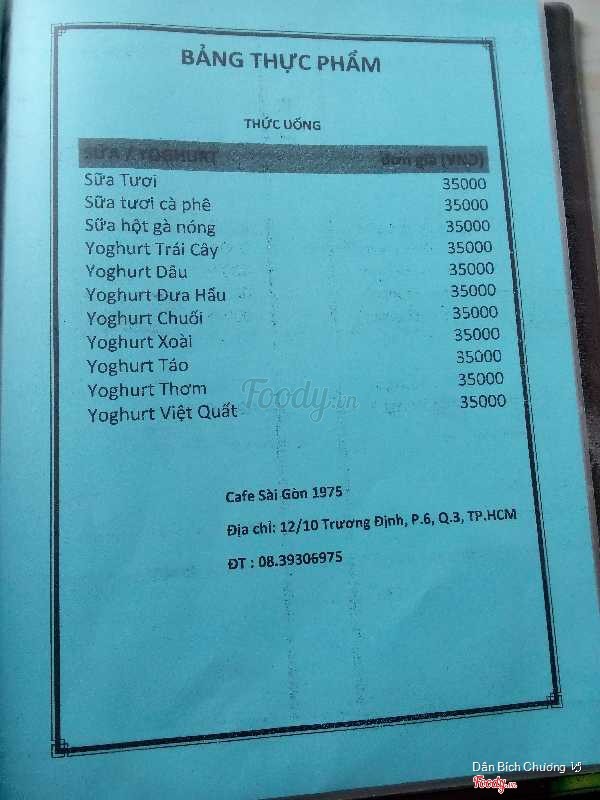 BẢNG THỰC PHẨM
THỨC UỐNG
SỮA / YOGHURT đơn giá (VND)
Sữa Tươi 35000
Sữa tươi cà phê 35000
Sữa hột gà nóng 35000
Yoghurt Trái Cây 35000
Yoghurt Dâu 35000
Yoghurt Dưa Hấu 35000
Yoghurt Chuối 35000
Yoghurt Xoài 35000
Yoghurt Táo 35000
Yoghurt Thơm 35000
Yoghurt Việt Quất 35000
Foody.vn
Cafe Sài Gòn 1975
Địa chỉ: 12/10 Trương Định, P.6, Q.3, TP.HCM
ĐT : 08.39306975
Dân Bích Chương
Foody.vn